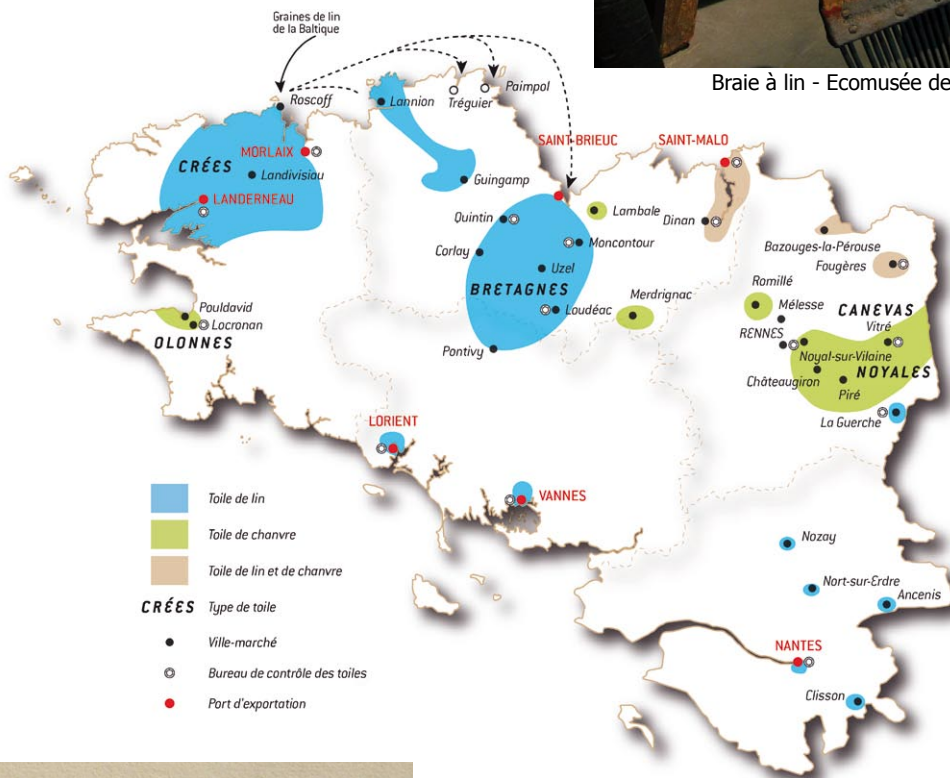 Graines de lin
de la Baltique
Braie à lin - Ecomusée de
Roscoff
Lannion
Tréguier
Paimpol
SAINT-BRIEUC
SAINT-MALO
MORLAIX
CRÉES
Landivisiau
LANDERNEAU
Guingamp
Quintin
Lambale
Dinan
Bazouges-la-Pérouse
Moncontour
Fougères
Corlay
Uzel
Romillé
BRETAGNES
Merdrignac
Mélesse
CANEVAS
Loudéac
Vitré
Pouldavid
RENNES
Locronan
Noyal-sur-Vilaine
OLONNES
Pontivy
Châteaugiron
NOYALES
Piré
La Guerche
LORIENT
VANNES
Toile de lin
Toile de chanvre
Nozay
Toile de lin et de chanvre
Nort-sur-Erdre
Ancenis
CRÉES Type de toile
Ville-marché
NANTES
Bureau de contrôle des toiles
Port d'exportation
Clisson